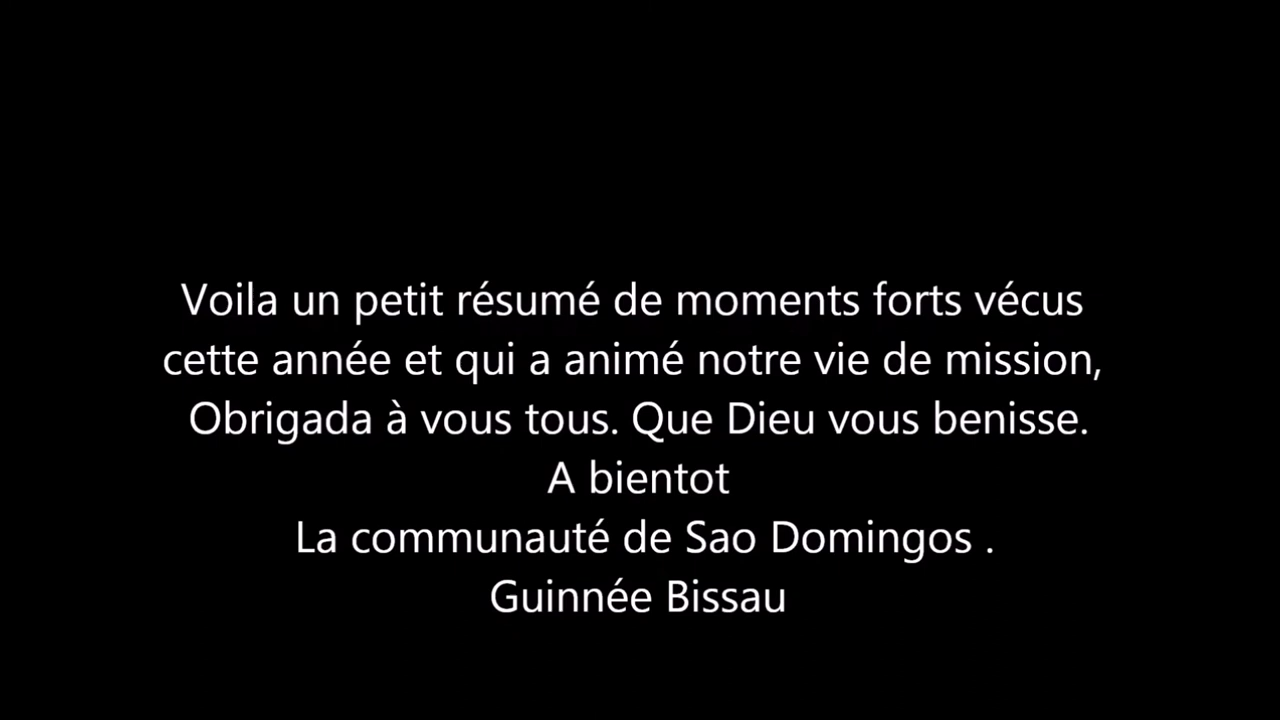 Voila un petit résumé de moments forts vécus
cette année et qui a animé notre vie de mission,
Obrigada à vous tous. Que Dieu vous benisse.
A bientot
La communauté de Sao Domingos .
Guinnée Bissau